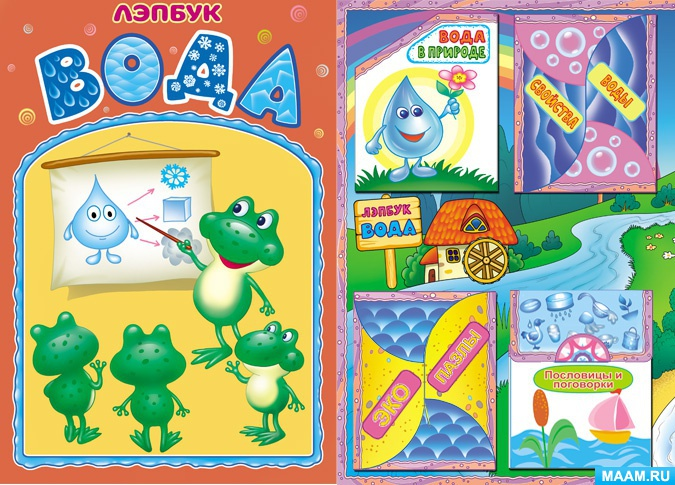 ЛЭПБУК
ВОДА
ВОДА
В ПРИРОДЕ
СВОЙСТВА
ВОДЫ
ЛЭПБУК
ВОДА
ЭКО
ПАЗЛЫ
Пословицы и
поговорки
MAAM.RU